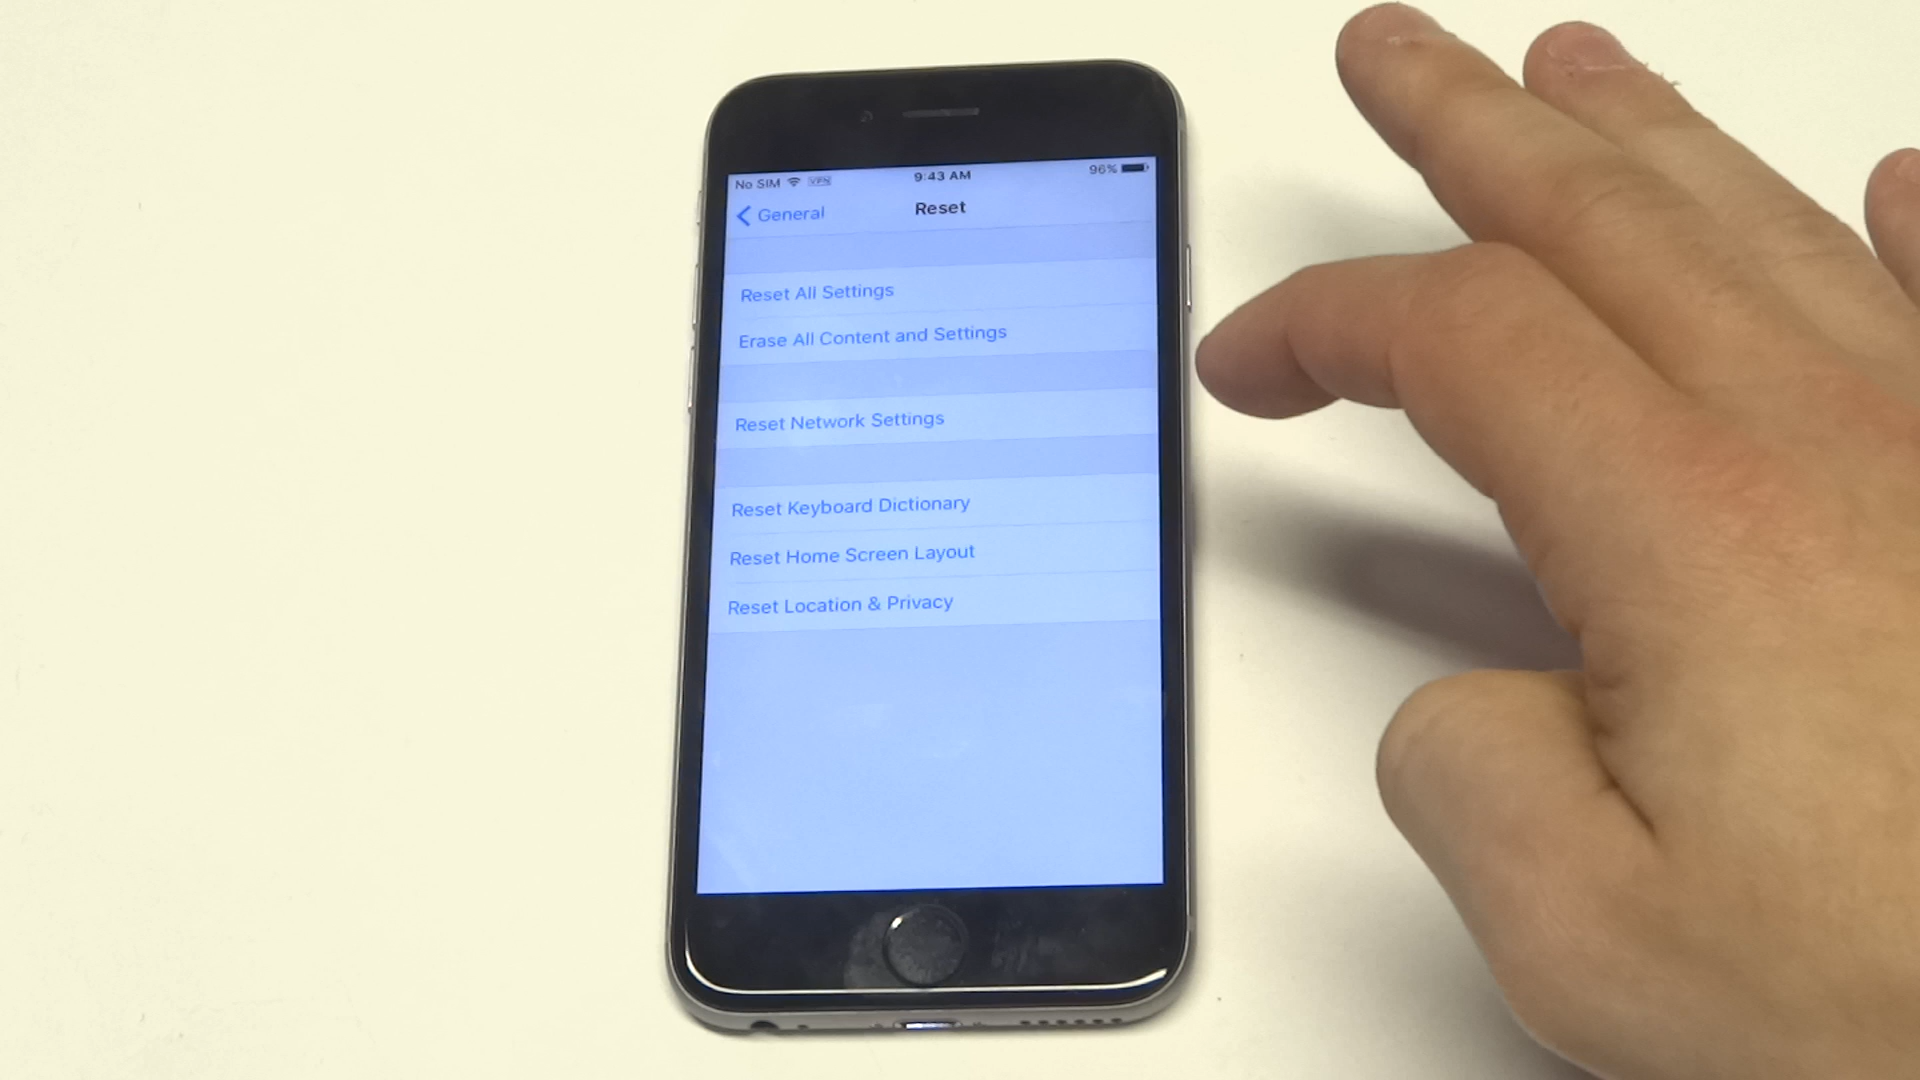 No SIM VPN 9:43 AM 96%
General Reset
Reset All Settings
Erase All Content and Settings
Reset Network Settings
Reset Keyboard Dictionary
Reset Home Screen Layout
Reset Location & Privacy